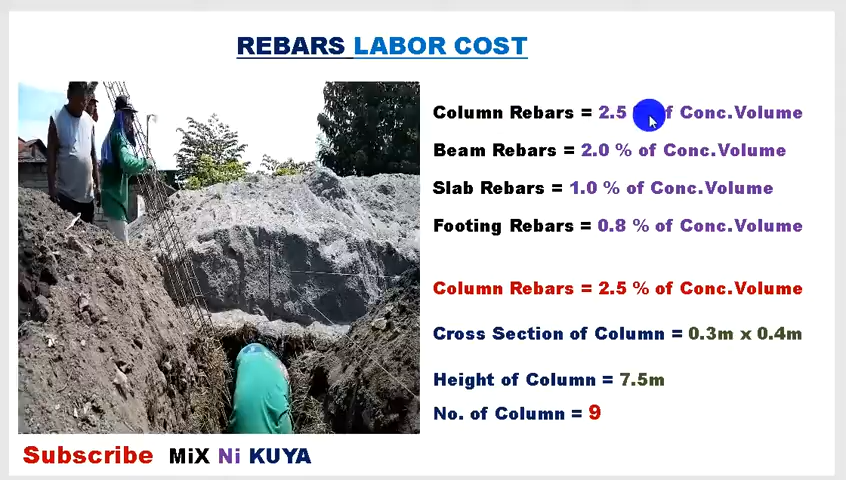 REBARS LABOR COST
Column Rebars = 2.5 of Conc.Volume
Beam Rebars = 2.0 % of Conc.Volume
Slab Rebars = 1.0 % of Conc.Volume
Footing Rebars = 0.8 % of Conc.Volume
Column Rebars = 2.5 % of Conc.Volume
Cross Section of Column = 0.3m x 0.4m
Height of Column = 7.5m
No. of Column = 9
Subscribe MiX Ni KUYA